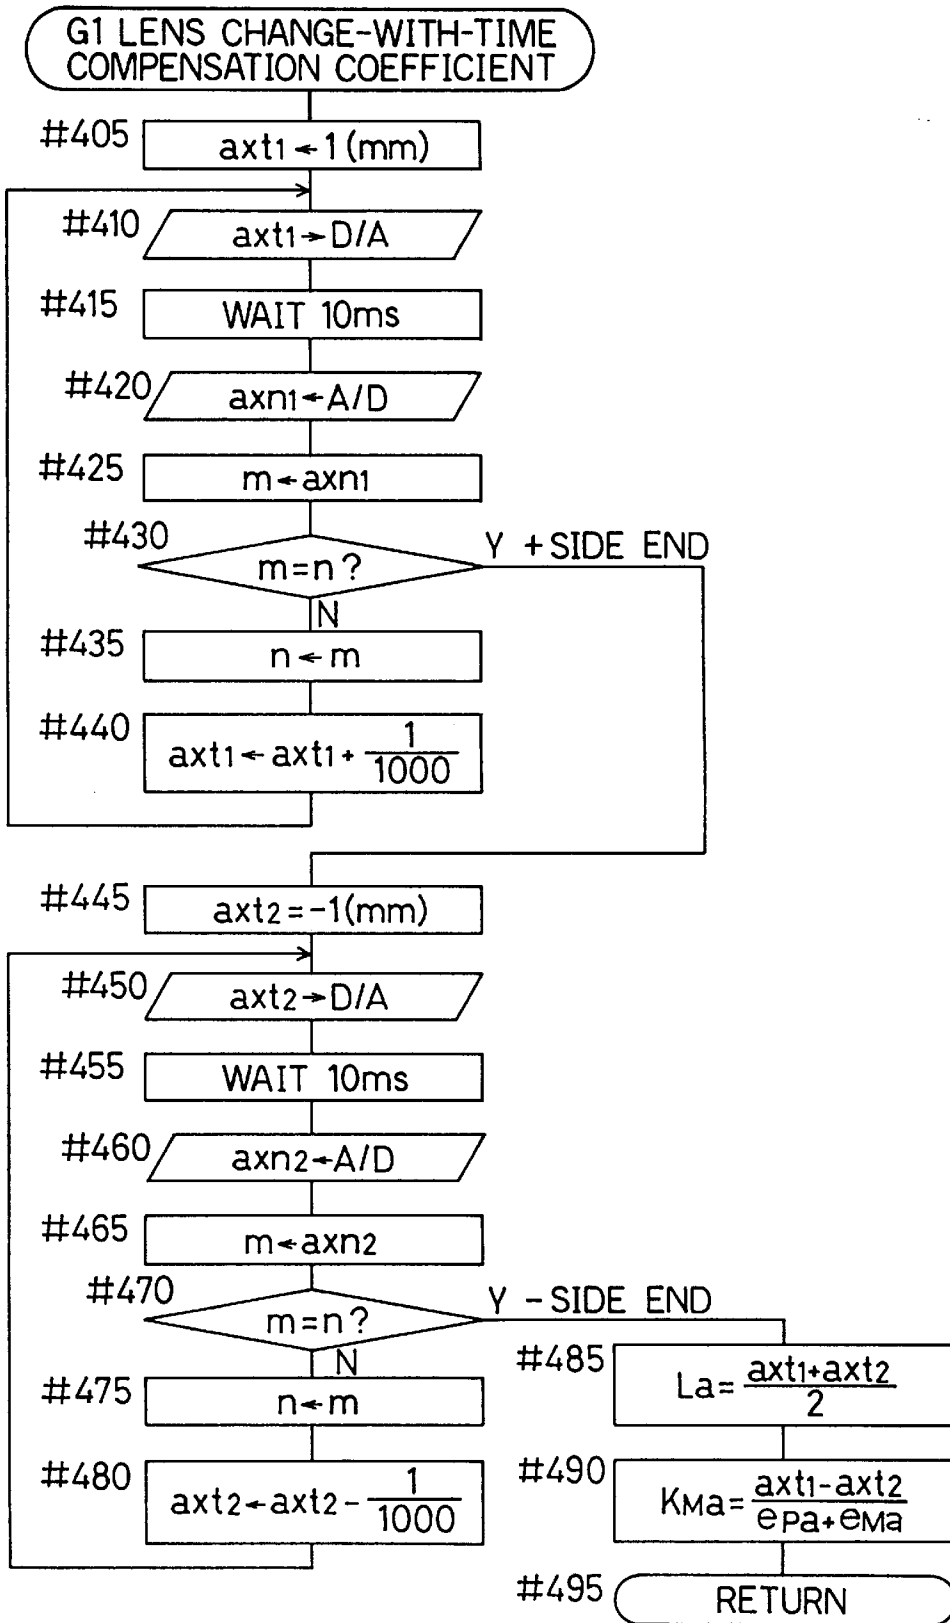 G1 LENS CHANGE-WITH-TIME
COMPENSATION COEFFICIENT
#405
axt1 ← 1 (mm)
#410
axt1 → D/A
#415
WAIT 10ms
#420
axn1 ← A/D
#425
m ← axn1
#430
m = n ?
Y + SIDE END
N
#435
n ← m
#440
axt1 ← axt1 + 1/1000
#445
axt2 = -1 (mm)
#450
axt2 → D/A
#455
WAIT 10ms
#460
axn2 ← A/D
#465
m ← axn2
#470
m = n ?
Y - SIDE END
N
#475
n ← m
#480
axt2 ← axt2 - 1/1000
#485
La = (axt1 + axt2)/2
#490
KMa = (axt1 - axt2)/(ePa + eMa)
#495
RETURN